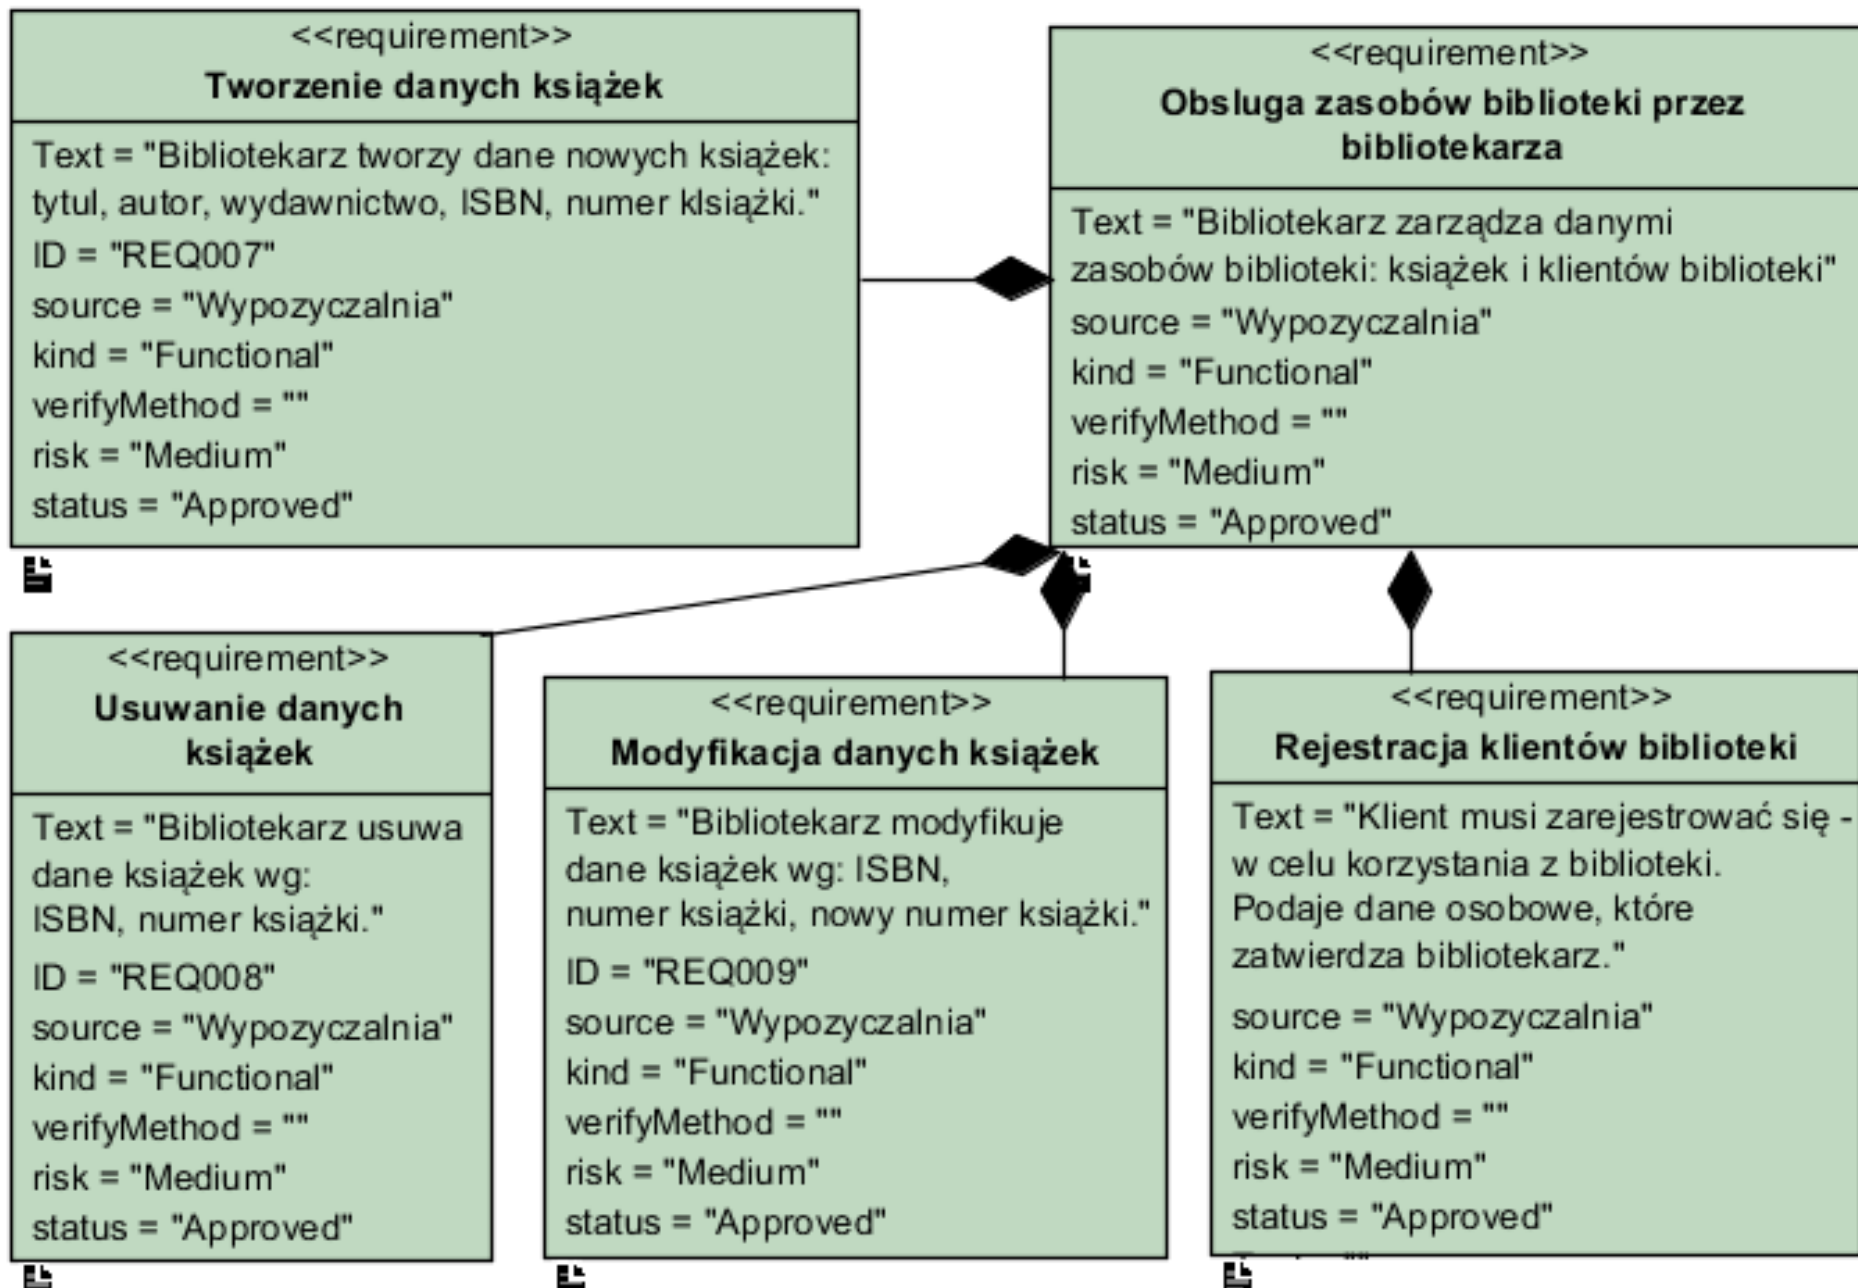 <<requirement>>
Tworzenie danych książek
Text = "Bibliotekarz tworzy dane nowych książek:
tytul, autor, wydawnictwo, ISBN, numer klsiążki."
ID = "REQ007"
source = "Wypozyczalnia"
kind = "Functional"
verifyMethod = ""
risk = "Medium"
status = "Approved"
<<requirement>>
Obsluga zasobów biblioteki przez
bibliotekarza
Text = "Bibliotekarz zarządza danymi
zasobów biblioteki: książek i klientów biblioteki"
source = "Wypozyczalnia"
kind = "Functional"
verifyMethod = ""
risk = "Medium"
status = "Approved"
<<requirement>>
Usuwanie danych
książek
Text = "Bibliotekarz usuwa
dane książek wg:
ISBN, numer książki."
ID = "REQ008"
source = "Wypozyczalnia"
kind = "Functional"
verifyMethod = ""
risk = "Medium"
status = "Approved"
<<requirement>>
Modyfikacja danych książek
Text = "Bibliotekarz modyfikuje
dane książek wg: ISBN,
numer książki, nowy numer książki."
ID = "REQ009"
source = "Wypozyczalnia"
kind = "Functional"
verifyMethod = ""
risk = "Medium"
status = "Approved"
<<requirement>>
Rejestracja klientów biblioteki
Text = "Klient musi zarejestrować się -
w celu korzystania z biblioteki.
Podaje dane osobowe, które
zatwierdza bibliotekarz."
source = "Wypozyczalnia"
kind = "Functional"
verifyMethod = ""
risk = "Medium"
status = "Approved"